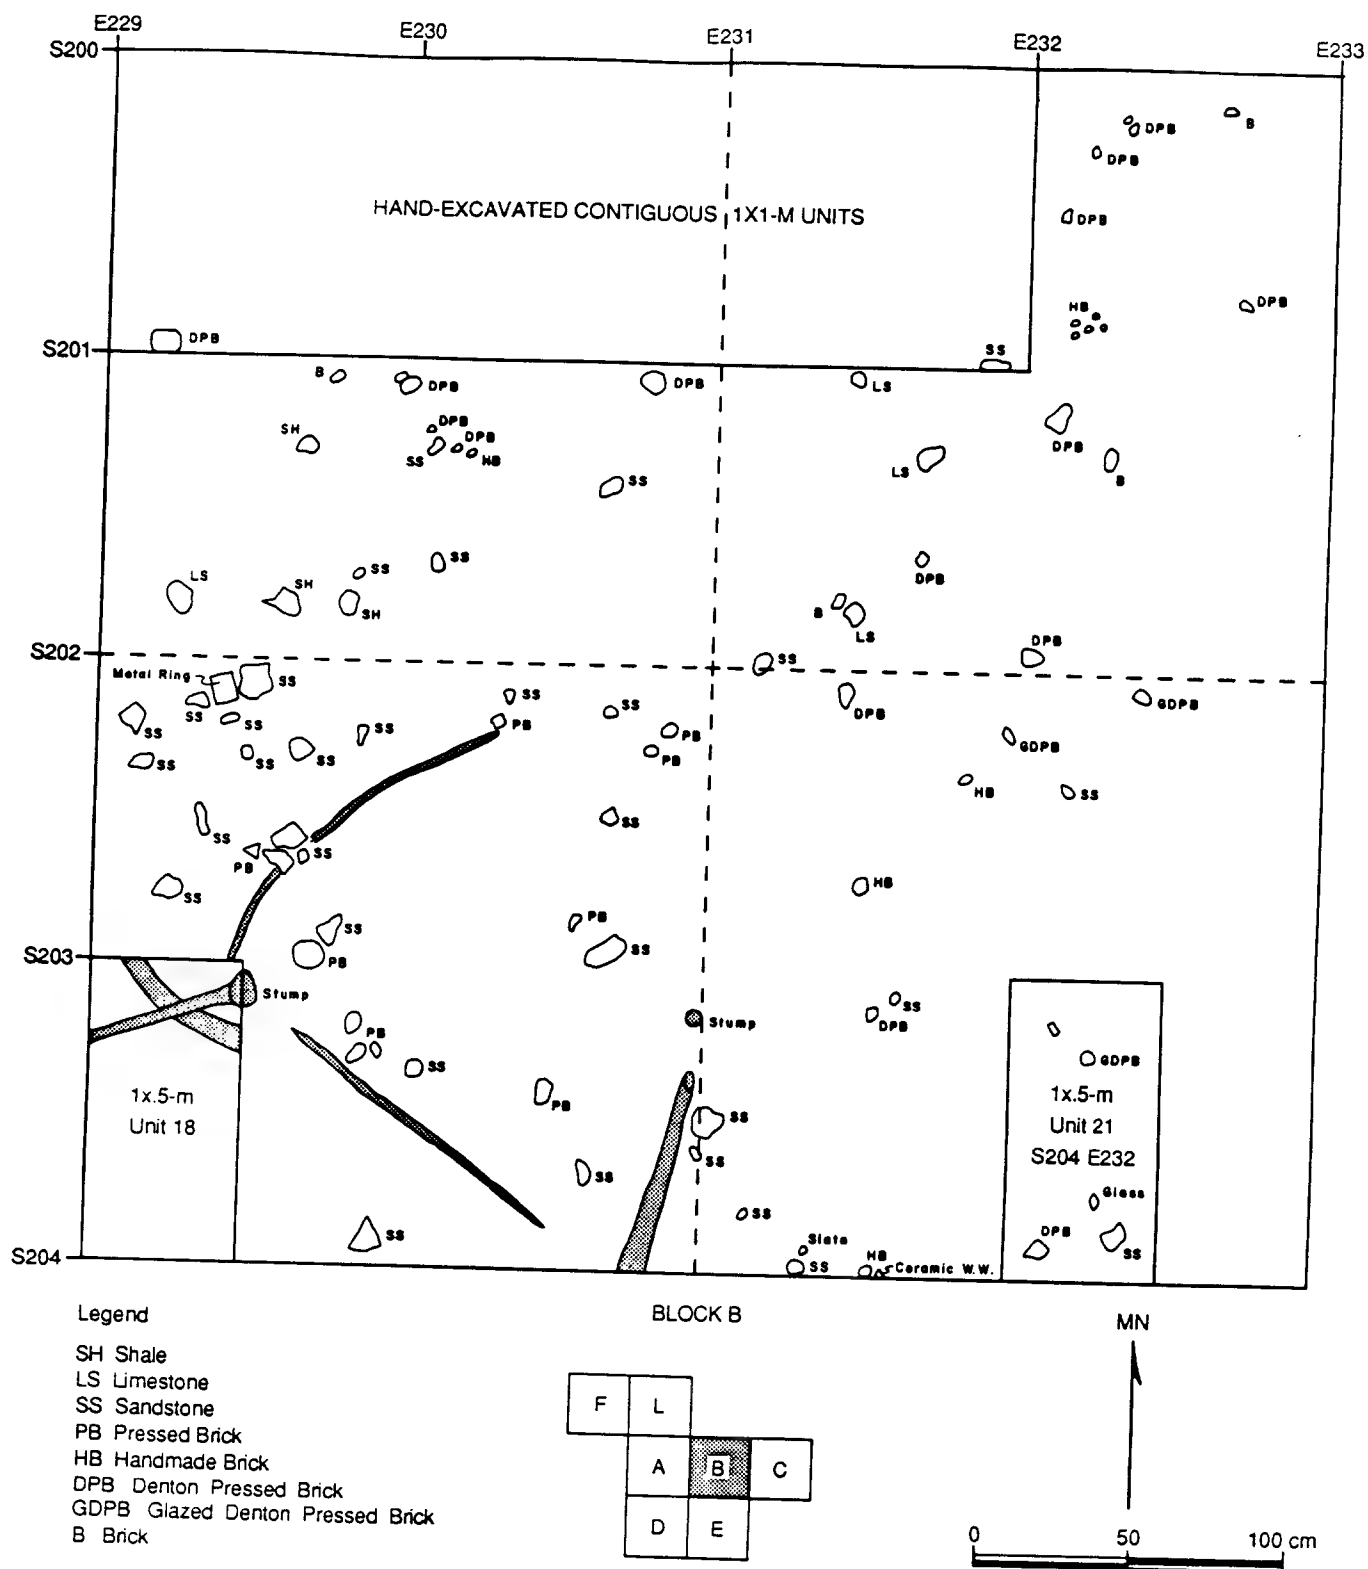 E229
E230
E231
E232
E233
S200
DPB
B
DPB
HAND-EXCAVATED CONTIGUOUS 1X1-M UNITS
DPB
DPB
HB
DPB
S201
SS
B
DPB
DPB
LS
DPB
SH
DPB
SS
HB
DPB
LS
B
SS
SS
SS
LS
SH
SH
DPB
B
LS
DPB
S202
SS
Metal Ring
SS
SS
SS
SS
SS
PB
SS
PB
PB
DPB
GDPB
GDPB
SS
SS
SS
SS
HB
SS
SS
SS
PB
SS
SS
HB
SS
PB
PB
SS
S203
Stump
Stump
SS
DPB
PB
SS
GDPB
1x.5-m
Unit 18
PB
SS
SS
1x.5-m
Unit 21
S204 E232
SS
Glass
SS
SS
Slate
SS
HB
Ceramic W.W.
DPB
SS
S204
Legend
BLOCK B
MN
SH Shale
LS Limestone
SS Sandstone
PB Pressed Brick
HB Handmade Brick
DPB Denton Pressed Brick
GDPB Glazed Denton Pressed Brick
B Brick
F L
A B C
D E
0 50 100 cm